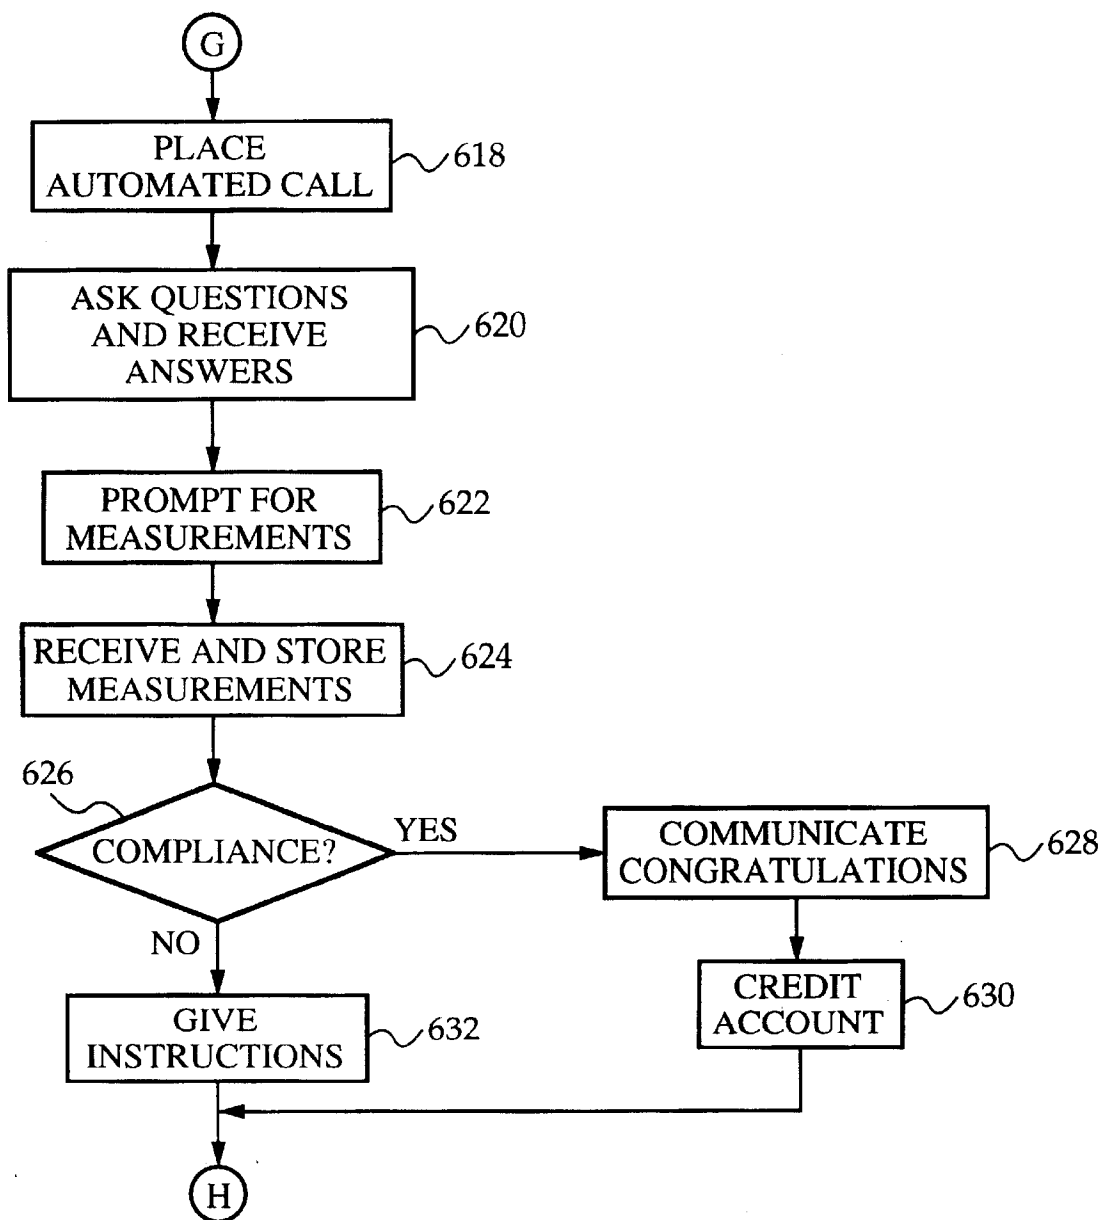 G
PLACE
AUTOMATED CALL
618
ASK QUESTIONS
AND RECEIVE
ANSWERS
620
PROMPT FOR
MEASUREMENTS
622
RECEIVE AND STORE
MEASUREMENTS
624
626
COMPLIANCE?
YES
COMMUNICATE
CONGRATULATIONS
628
NO
CREDIT
ACCOUNT
630
GIVE
INSTRUCTIONS
632
H